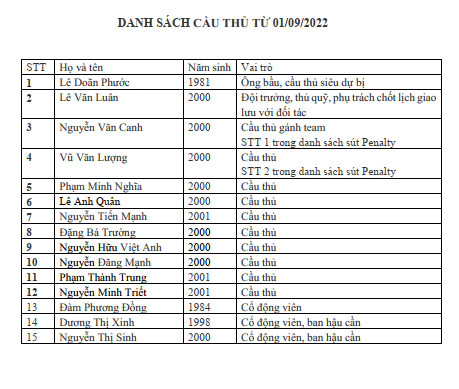 DANH SÁCH CẦU THỦ TỪ 01/09/2022
STT Họ và tên Năm sinh Vai trò
1 Lê Doãn Phước 1981 Ông bầu, cầu thủ siêu dự bị
2 Lê Văn Luân 2000 Đội trưởng, thủ quỹ, phụ trách chốt lịch giao
lưu với đối tác
3 Nguyễn Văn Canh 2000 Cầu thủ gánh team
STT 1 trong danh sách sút Penalty
4 Vũ Văn Lượng 2000 Cầu thủ
STT 2 trong danh sách sút Penalty
5 Phạm Minh Nghĩa 2000 Cầu thủ
6 Lê Anh Quân 2000 Cầu thủ
7 Nguyễn Tiến Mạnh 2001 Cầu thủ
8 Đặng Bá Trường 2000 Cầu thủ
9 Nguyễn Hữu Việt Anh 2000 Cầu thủ
10 Nguyễn Đăng Mạnh 2000 Cầu thủ
11 Phạm Thành Trung 2001 Cầu thủ
12 Nguyễn Minh Triết 2001 Cầu thủ
13 Đàm Phương Đồng 1984 Cổ động viên
14 Dương Thị Xinh 1998 Cổ động viên, ban hậu cần
15 Nguyễn Thị Sinh 2000 Cổ động viên, ban hậu cần